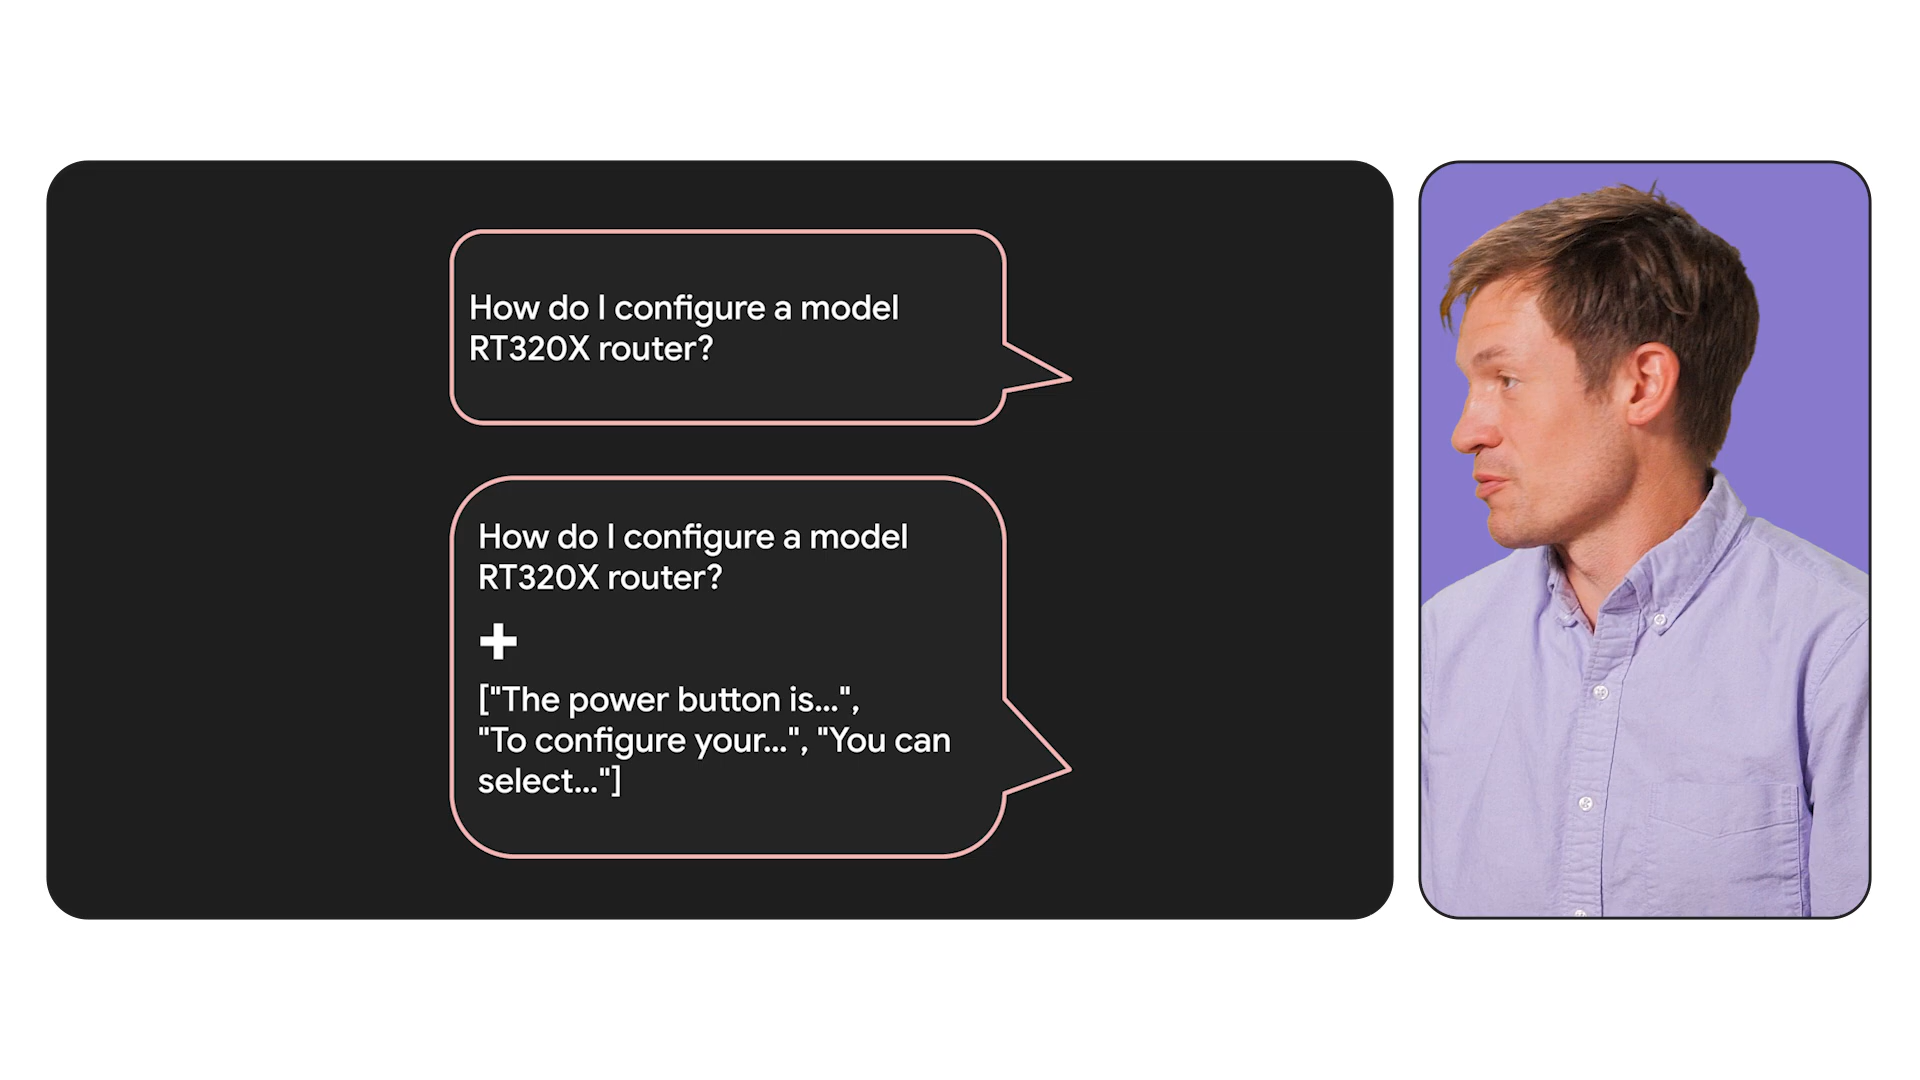 How do I configure a model
RT320X router?
How do I configure a model
RT320X router?
+
["The power button is...",
"To configure your...", "You can
select..."]